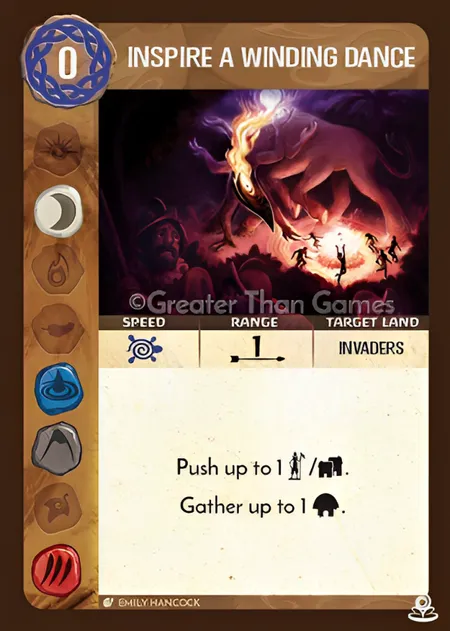 0
INSPIRE A WINDING DANCE
©Greater Than Games
SPEED RANGE TARGET LAND
1 INVADERS
Push up to 1 / .
Gather up to 1 .
EMILY HANCOCK